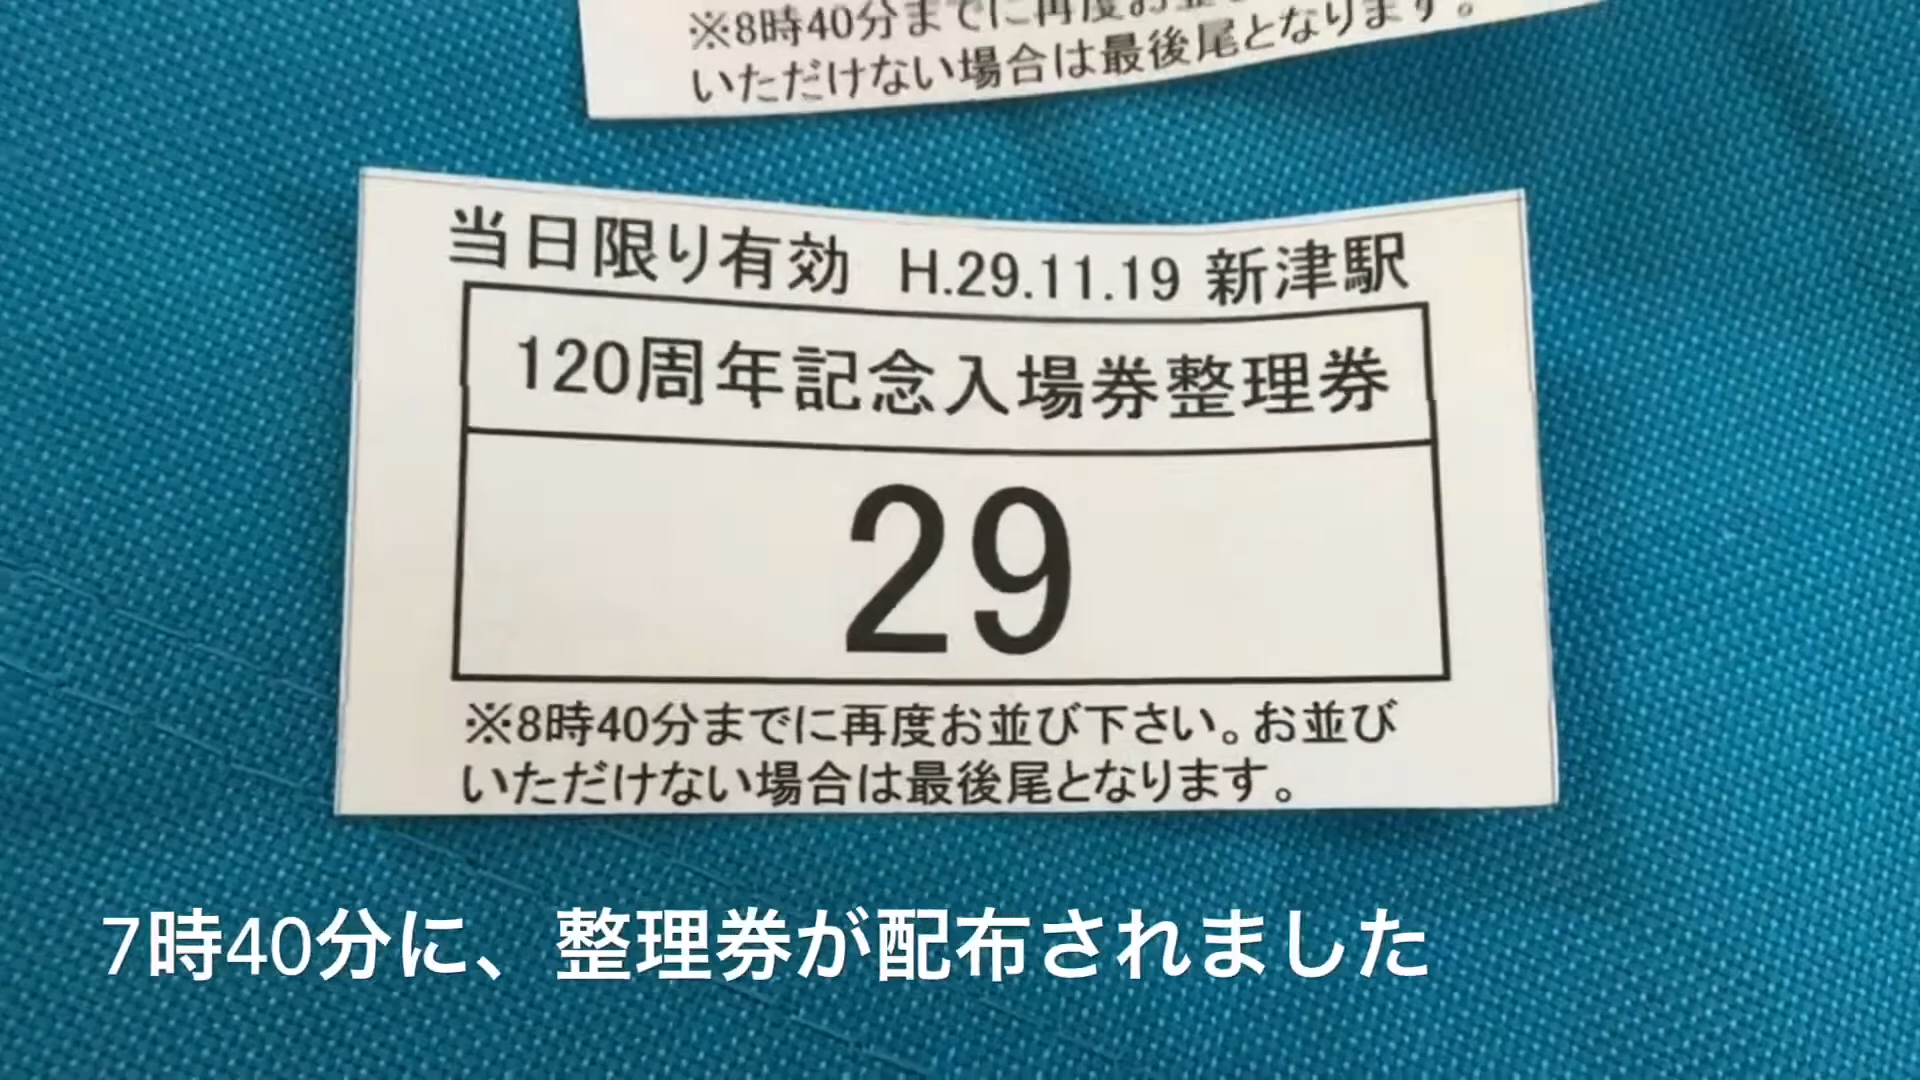 ※8時40分までに再度お並
いただけない場合は最後尾となります。
当日限り有効 H.29.11.19 新津駅
120周年記念入場券整理券
29
※8時40分までに再度お並び下さい。お並び
いただけない場合は最後尾となります。
7時40分に、整理券が配布されました